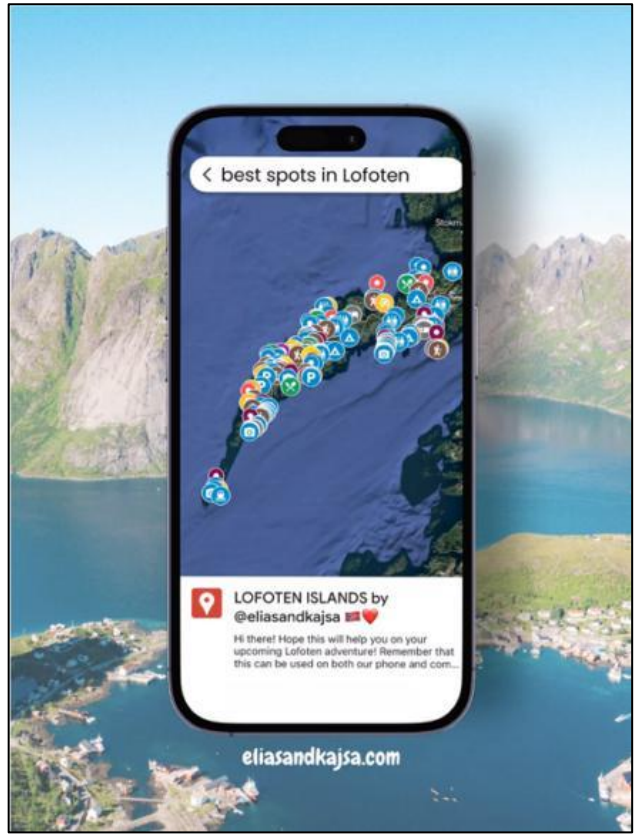 best spots in Lofoten
Stokm
LOFOTEN ISLANDS by
@eliasandkajsa 🇳🇴❤️
Hi there! Hope this will help you on your
upcoming Lofoten adventure! Remember that
this can be used on both our phone and com...
eliasandkajsa.com